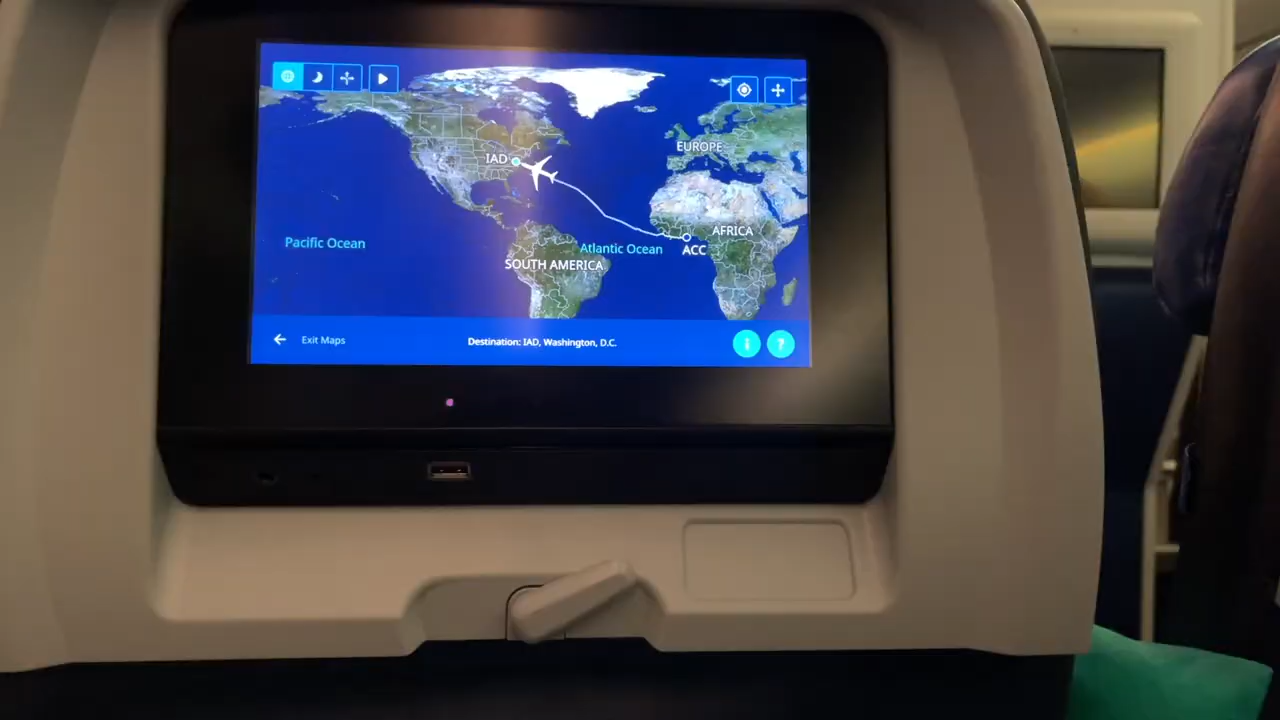 EUROPE
IAD
AFRICA
Pacific Ocean
Atlantic Ocean
ACC
SOUTH AMERICA
Exit Maps
Destination: IAD, Washington, D.C.
i
?